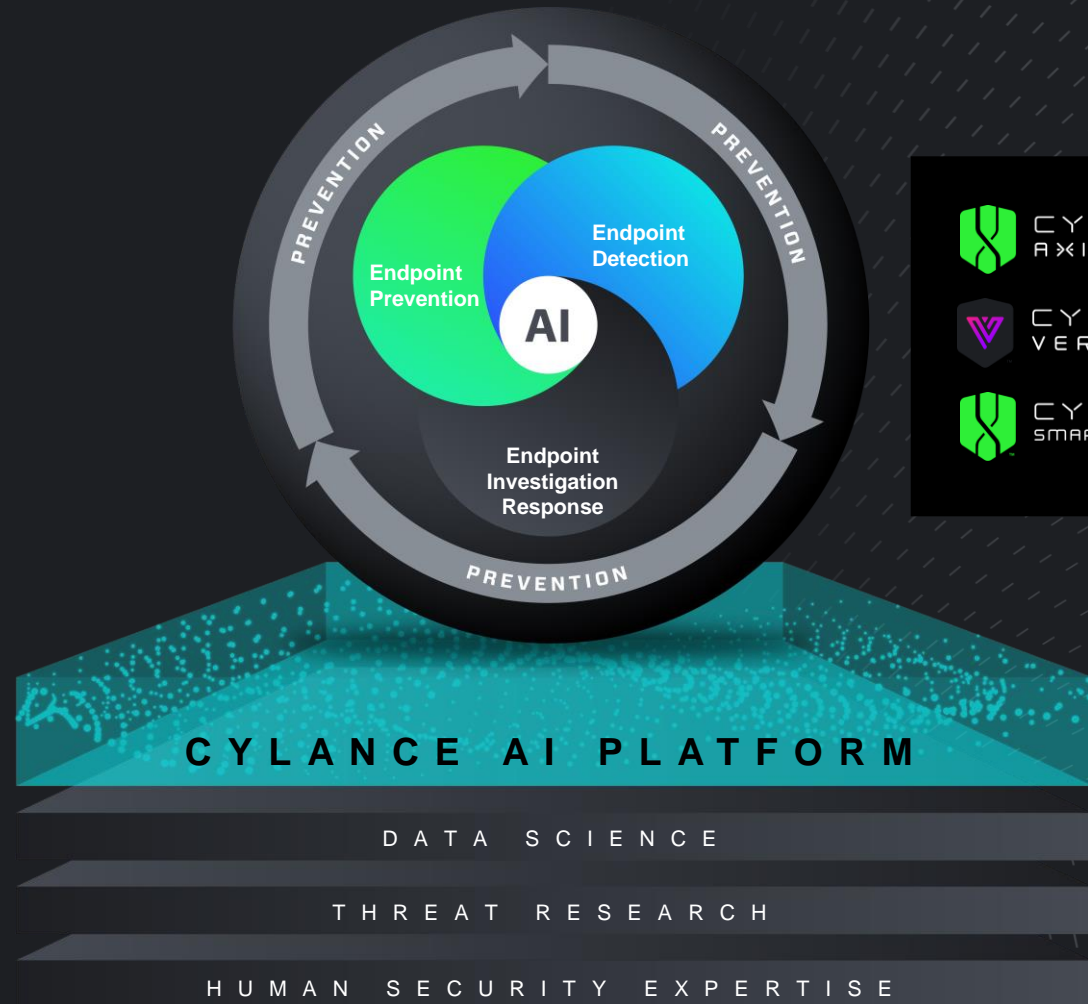 PREVENTION
PREVENTION
Endpoint
Prevention
Endpoint
Detection
AI
Endpoint
Investigation
Response
PREVENTION
CYLANCE AI PLATFORM
DATA SCIENCE
THREAT RESEARCH
HUMAN SECURITY EXPERTISE